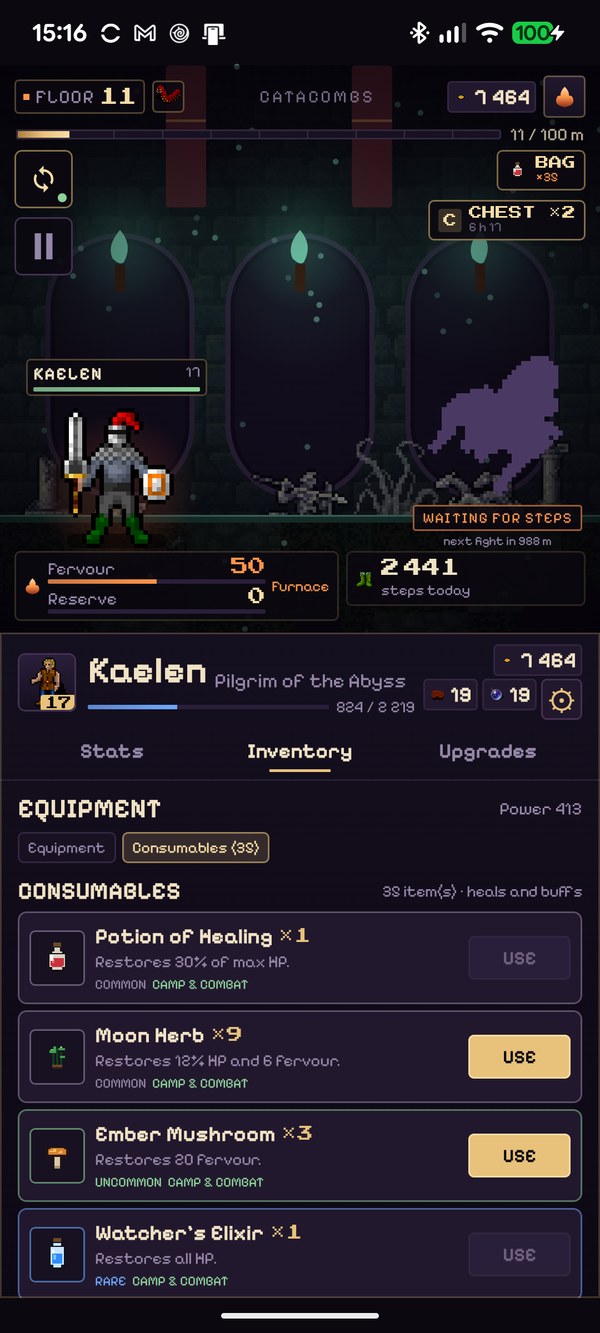 15:16
100
FLOOR 11
CATACOMBS
7 464
11 / 100 m
BAG
×39
C
CHEST ×2
6 h 17
KAELEN
17
WAITING FOR STEPS
next fight in 988 m
Fervour
50
Reserve
0
Furnace
2 441
steps today
Kaelen
Pilgrim of the Abyss
7 464
17
824 / 2 219
19
19
Stats
Inventory
Upgrades
EQUIPMENT
Power 413
Equipment
Consumables (39)
CONSUMABLES
39 item(s) · heals and buffs
Potion of Healing ×1
Restores 30% of max HP.
COMMON CAMP & COMBAT
USE
Moon Herb ×9
Restores 12% HP and 6 fervour.
COMMON CAMP & COMBAT
USE
Ember Mushroom ×3
Restores 20 fervour.
UNCOMMON CAMP & COMBAT
USE
Watcher's Elixir ×1
Restores all HP.
RARE CAMP & COMBAT
USE